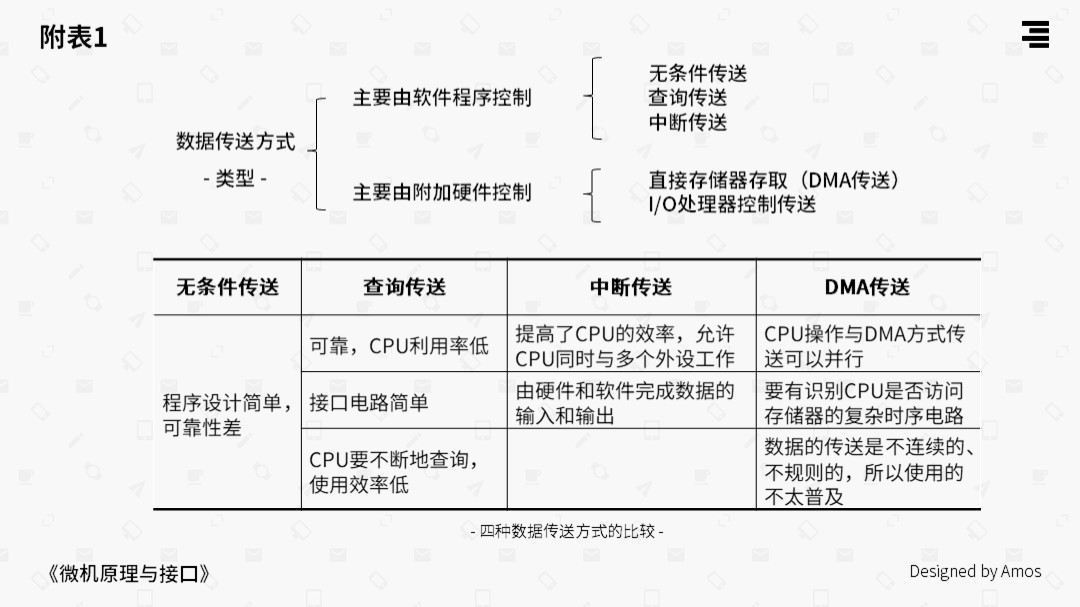 附表1
数据传送方式
- 类型 -
主要由软件程序控制
无条件传送
查询传送
中断传送
主要由附加硬件控制
直接存储器存取（DMA传送）
I/O处理器控制传送
无条件传送
查询传送
中断传送
DMA传送
程序设计简单，
可靠性差
可靠，CPU利用率低
提高了CPU的效率，允许
CPU同时与多个外设工作
CPU操作与DMA方式传
送可以并行
接口电路简单
由硬件和软件完成数据的
输入和输出
要有识别CPU是否访问
存储器的复杂时序电路
CPU要不断地查询，
使用效率低
数据的传送是不连续的、
不规则的，所以使用的
不太普及
- 四种数据传送方式的比较 -
《微机原理与接口》
Designed by Amos